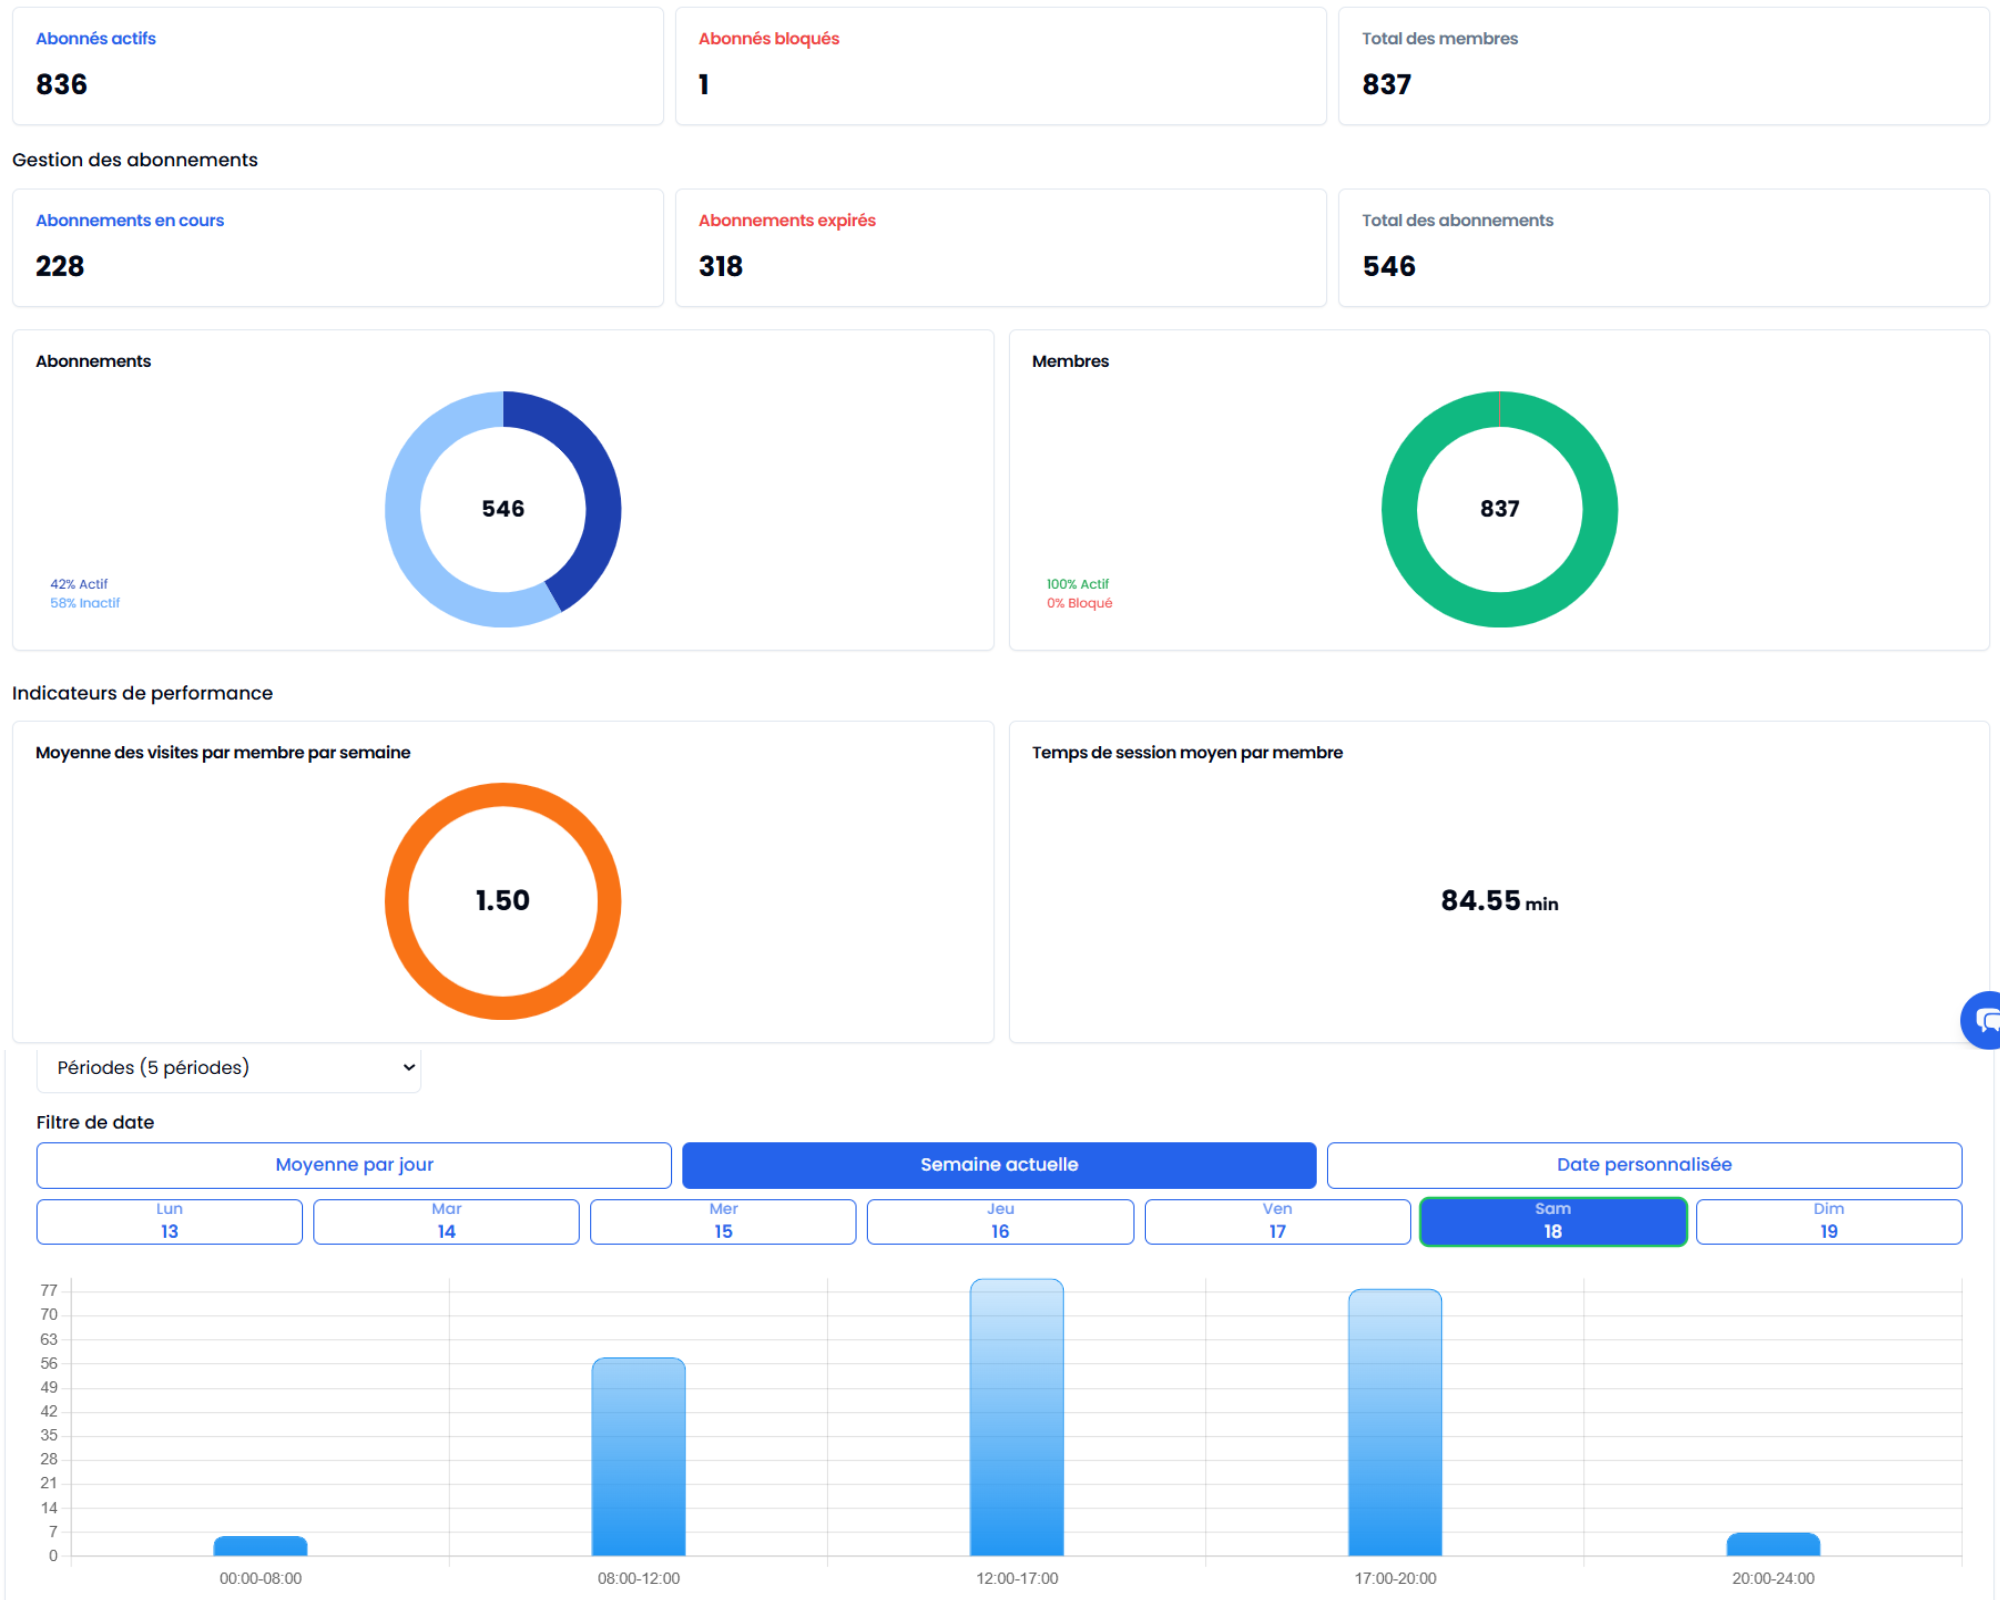 Abonnés actifs
836
Abonnés bloqués
1
Total des membres
837
Gestion des abonnements
Abonnements en cours
228
Abonnements expirés
318
Total des abonnements
546
Abonnements
546
42% Actif
58% Inactif
Membres
837
100% Actif
0% Bloqué
Indicateurs de performance
Moyenne des visites par membre par semaine
1.50
Temps de session moyen par membre
84.55 min
Périodes (5 périodes)
Filtre de date
Moyenne par jour
Semaine actuelle
Date personnalisée
Lun
13
Mar
14
Mer
15
Jeu
16
Ven
17
Sam
18
Dim
19
77
70
63
56
49
42
35
28
21
14
7
0
00:00-08:00
08:00-12:00
12:00-17:00
17:00-20:00
20:00-24:00